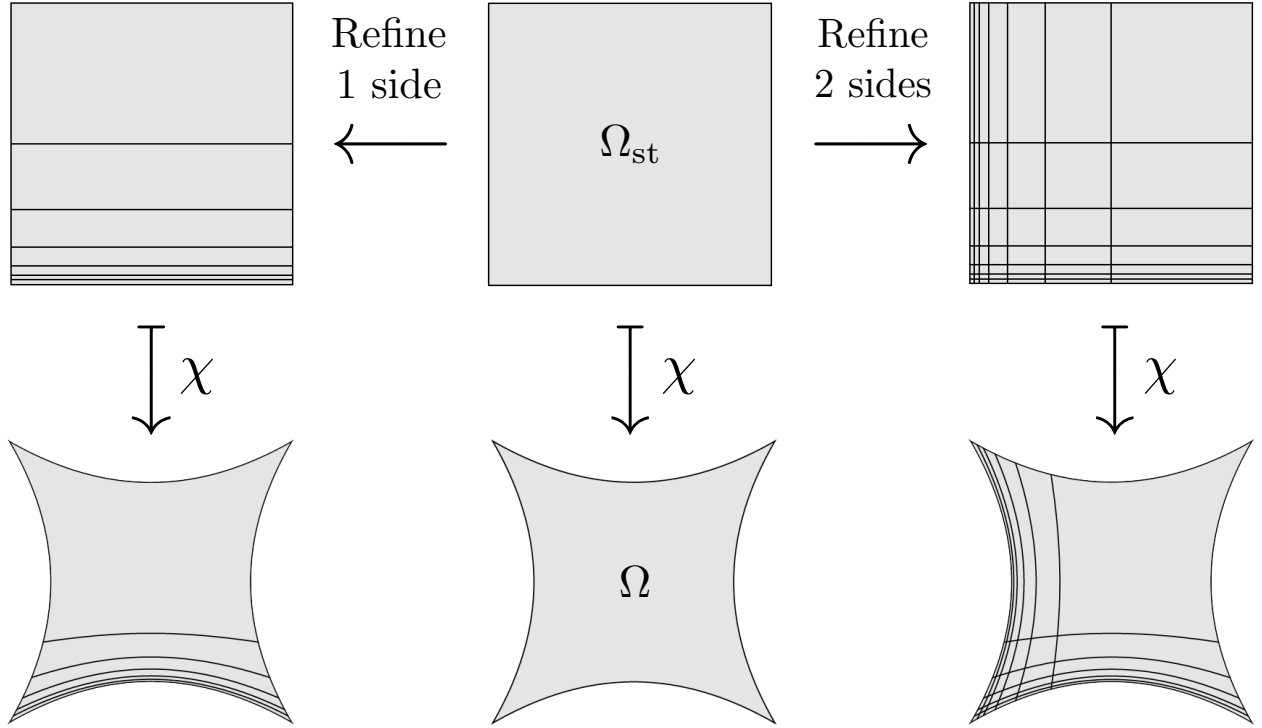 Refine
1 side
Ω_st
Refine
2 sides
χ
χ
χ
Ω